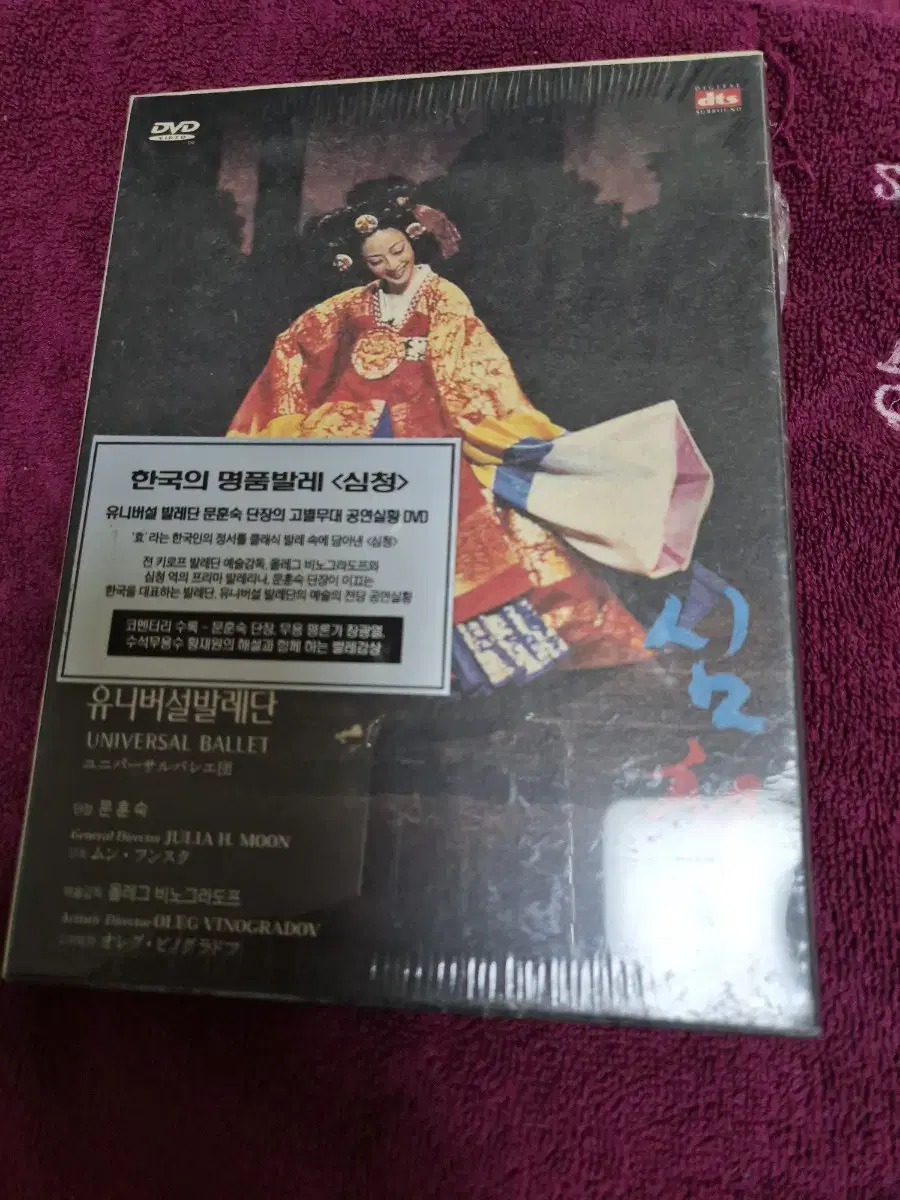 DVD
VIDEO
DIGITAL
dts
SURROUND
한국의 명품발레 <심청>
유니버설 발레단 문훈숙 단장의 고별무대 공연실황 DVD
'효'라는 한국인의 정서를 클래식 발레 속에 담아낸 <심청>
전 키로프 발레단 예술감독, 올레그 비노그라도프와
심청 역의 프리마 발레리나, 문훈숙 단장이 이끄는
한국을 대표하는 발레단, 유니버설 발레단의 예술의 전당 공연실황
코멘터리 수록 - 문훈숙 단장, 무용 평론가 장광열,
수석무용수 황재원의 해설과 함께 하는 발레감상
심
유니버설발레단
UNIVERSAL BALLET
ユニバーサルバレエ団
단장 문훈숙
General Director JULIA H. MOON
ムン・フンスク
예술감독 올레그 비노그라도프
Artistic Director OLEG VINOGRADOV
オレグ・ビノグラドフ